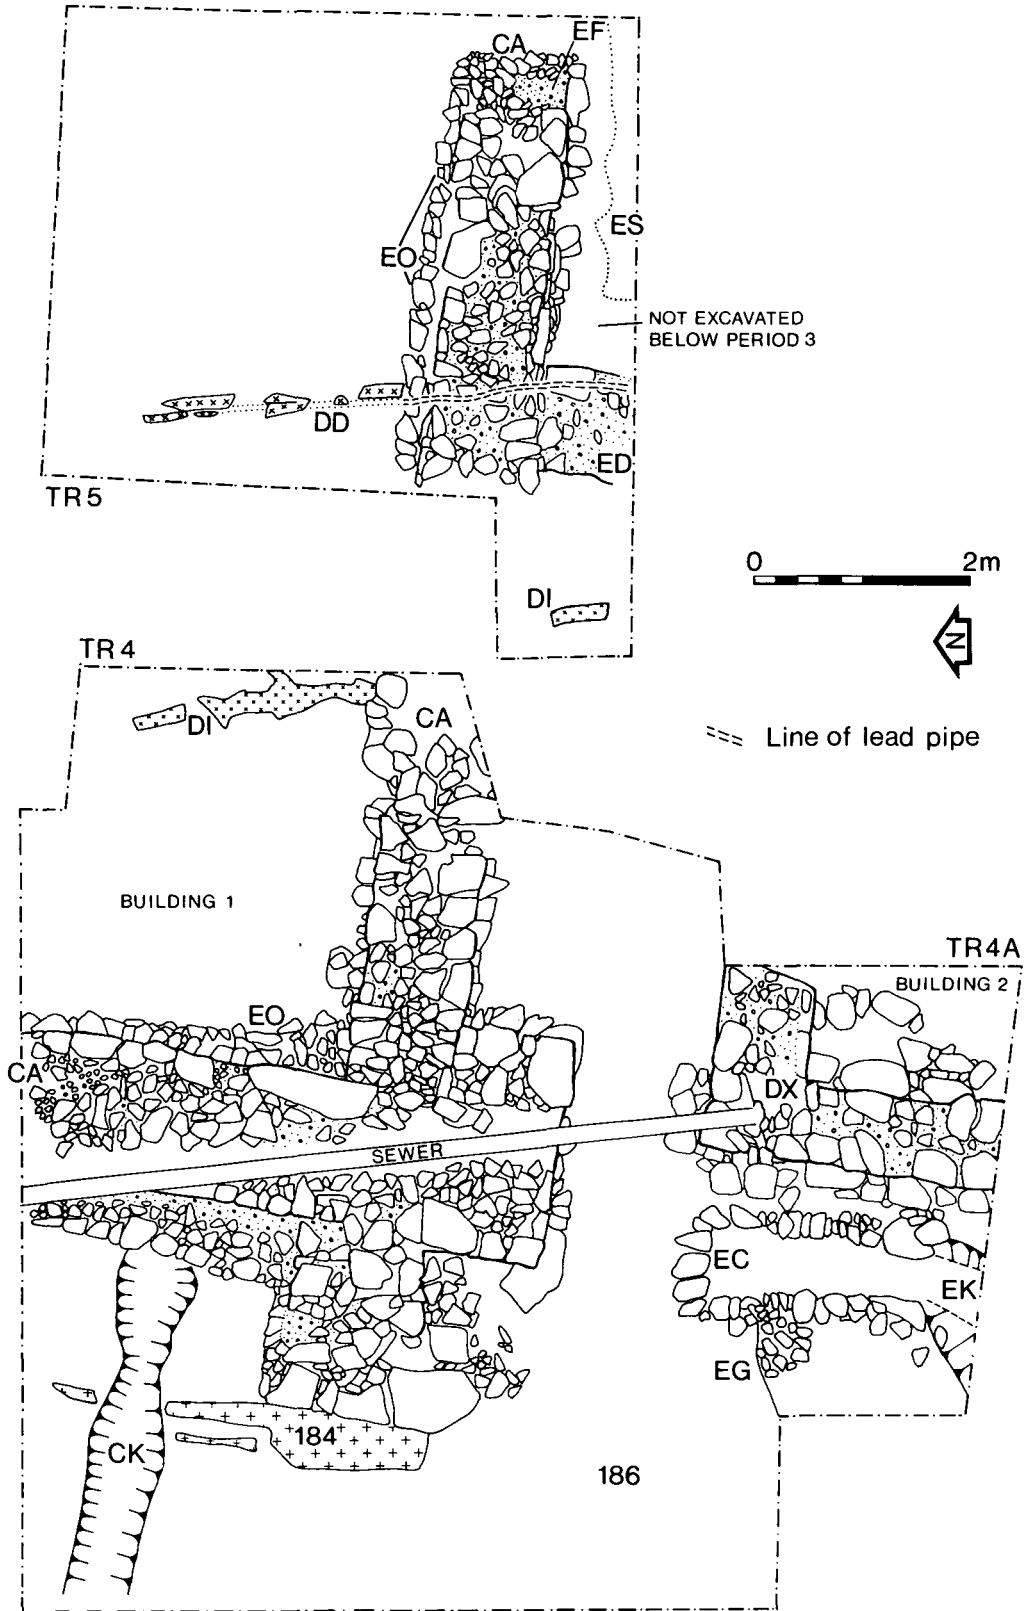 EF
CA
ES
EO
NOT EXCAVATED
BELOW PERIOD 3
DD
ED
TR5
0 2m
DI
N
TR4
DI
CA
Line of lead pipe
BUILDING 1
TR4A
BUILDING 2
EO
CA
DX
SEWER
EC
EK
EG
184
CK
186